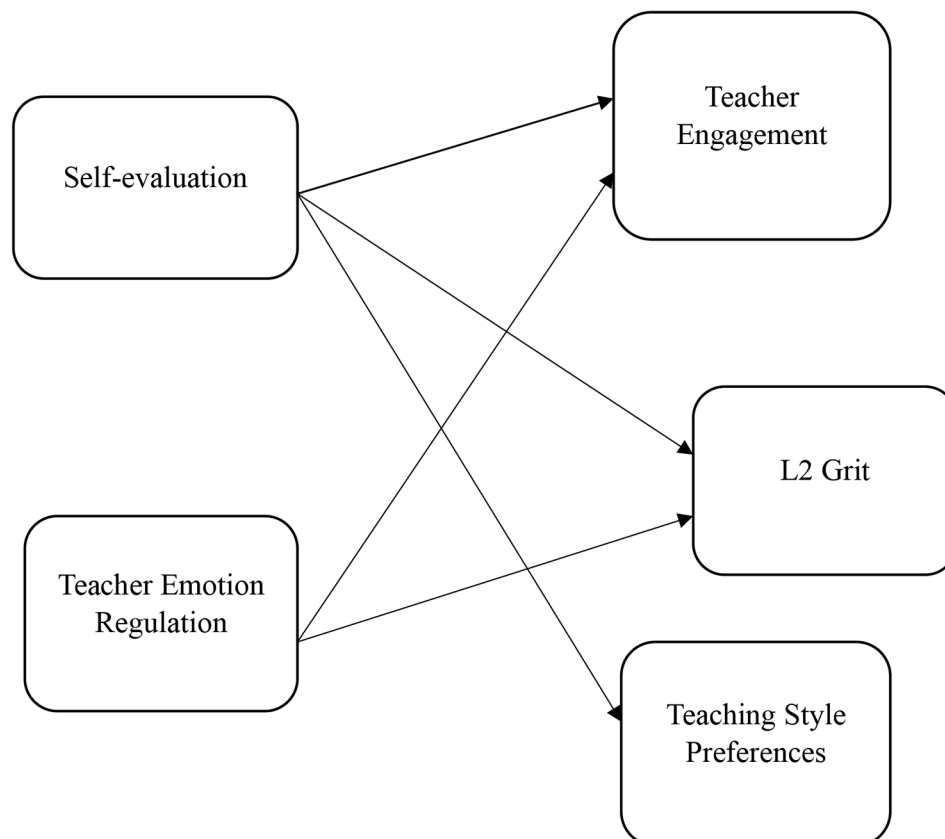 Teacher
Engagement
Self-evaluation
L2 Grit
Teacher Emotion
Regulation
Teaching Style
Preferences